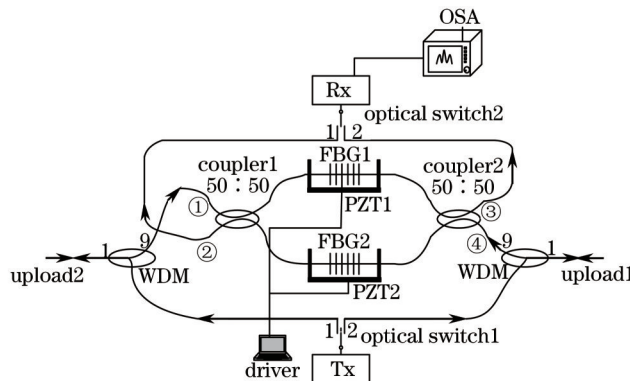 OSA
Rx
optical switch2
1 2
FBG1
coupler1
50 : 50
coupler2
50 : 50
PZT1
①
③
②
FBG2
④
1
9
9
1
upload2
WDM
WDM
upload1
PZT2
1 2
optical switch1
driver
Tx